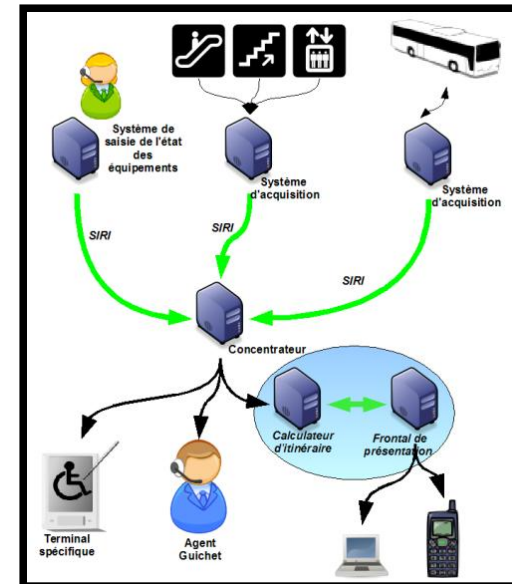 Système de
saisie de l'état
des
équipements
Système
d'acquisition
Système
d'acquisition
SIRI
SIRI
SIRI
Concentrateur
Calculateur
d'itinéraire
Frontal de
présentation
Terminal
spécifique
Agent
Guichet